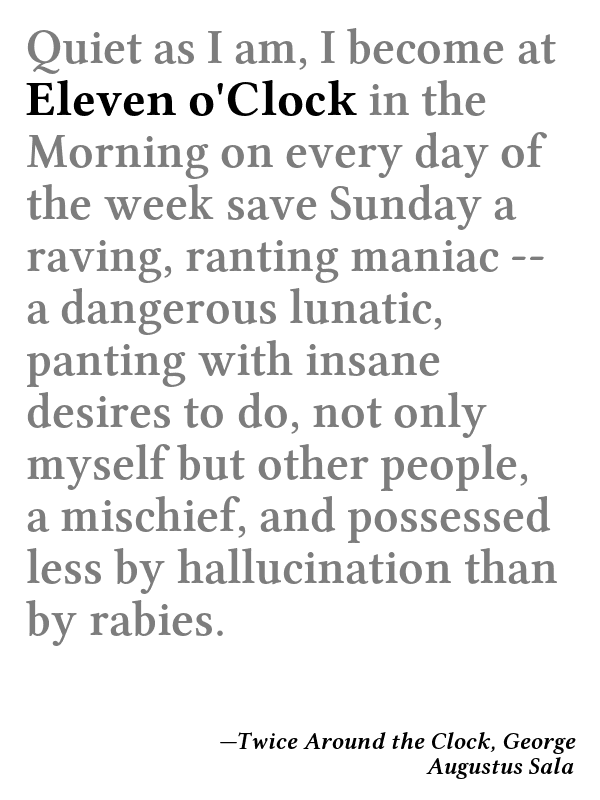 Quiet as I am, I become at
Eleven o'Clock in the
Morning on every day of
the week save Sunday a
raving, ranting maniac --
a dangerous lunatic,
panting with insane
desires to do, not only
myself but other people,
a mischief, and possessed
less by hallucination than
by rabies.
—Twice Around the Clock, George
Augustus Sala